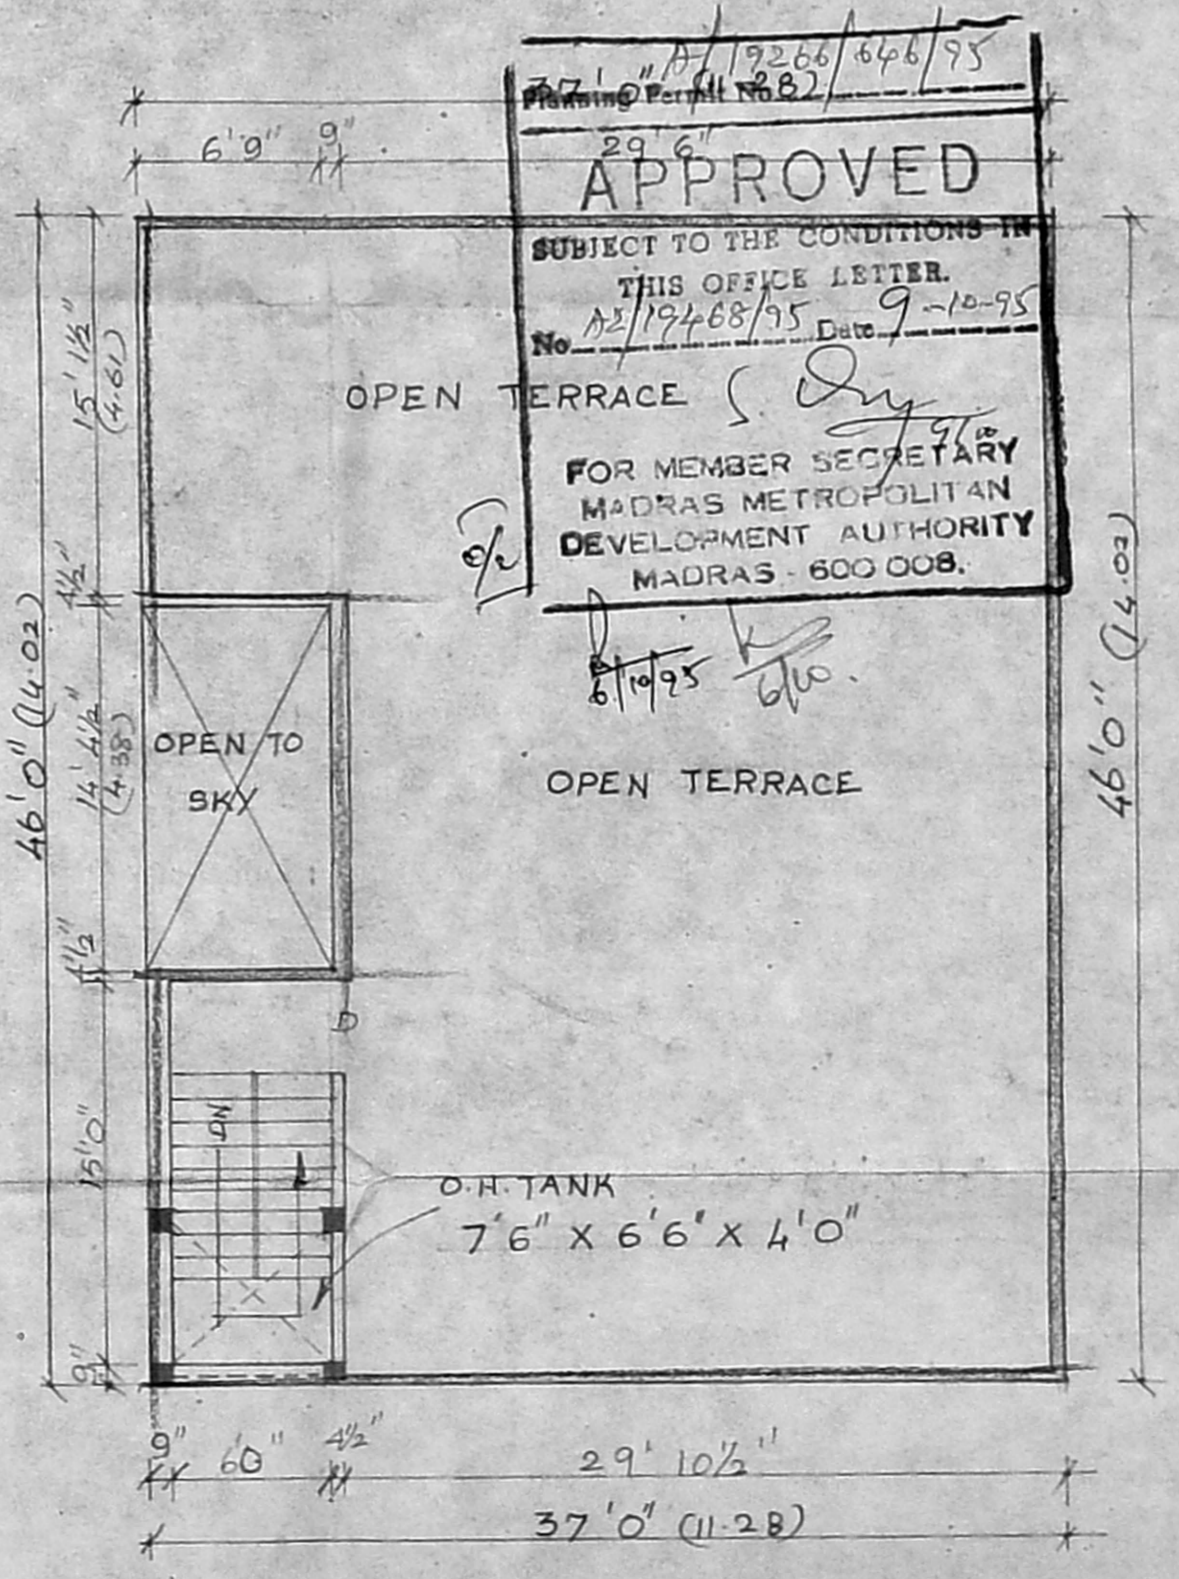 A/19266/646/95
Planning Permit No.
37'0" (11.28)
6'9" 9" 29'6"
APPROVED
SUBJECT TO THE CONDITIONS IN
THIS OFFICE LETTER.
No A2/19468/95 Date 9-10-95
OPEN TERRACE
FOR MEMBER SECRETARY
MADRAS METROPOLITAN
DEVELOPMENT AUTHORITY
MADRAS - 600 008.
6/10/95
6/10.
15'1½"
(4.61)
4½"
46'0" (14.02)
14'4½"
(4.38)
46'0" (14.02)
OPEN TO
SKY
OPEN TERRACE
4½"
D
DN
15'0"
O.H. TANK
7'6" X 6'6" X 4'0"
9"
9" 6'0" 4½" 29' 10½"
37'0" (11.28)